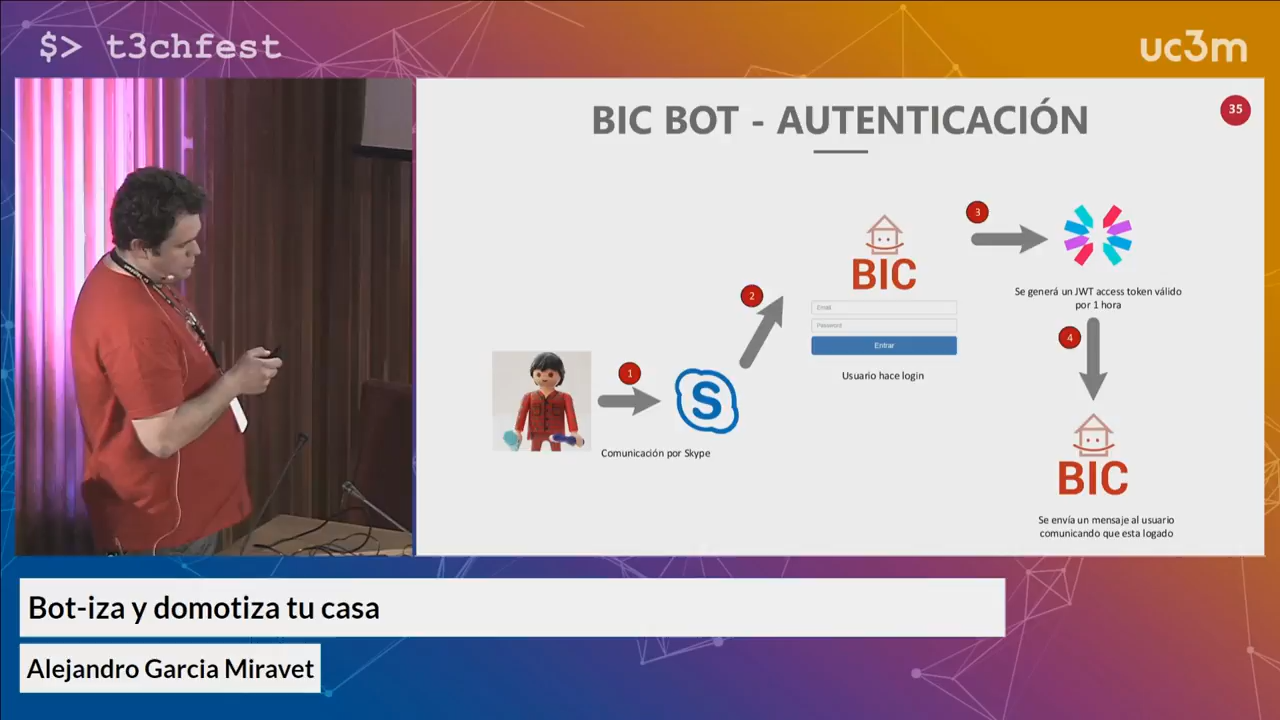 $> t3chfest
uc3m
BIC BOT - AUTENTICACIÓN
35
1
Comunicación por Skype
S
2
BIC
Email
Password
Entrar
Usuario hace login
3
Se generá un JWT access token válido
por 1 hora
4
BIC
Se envía un mensaje al usuario
comunicando que esta logado
Bot-iza y domotiza tu casa
Alejandro Garcia Miravet